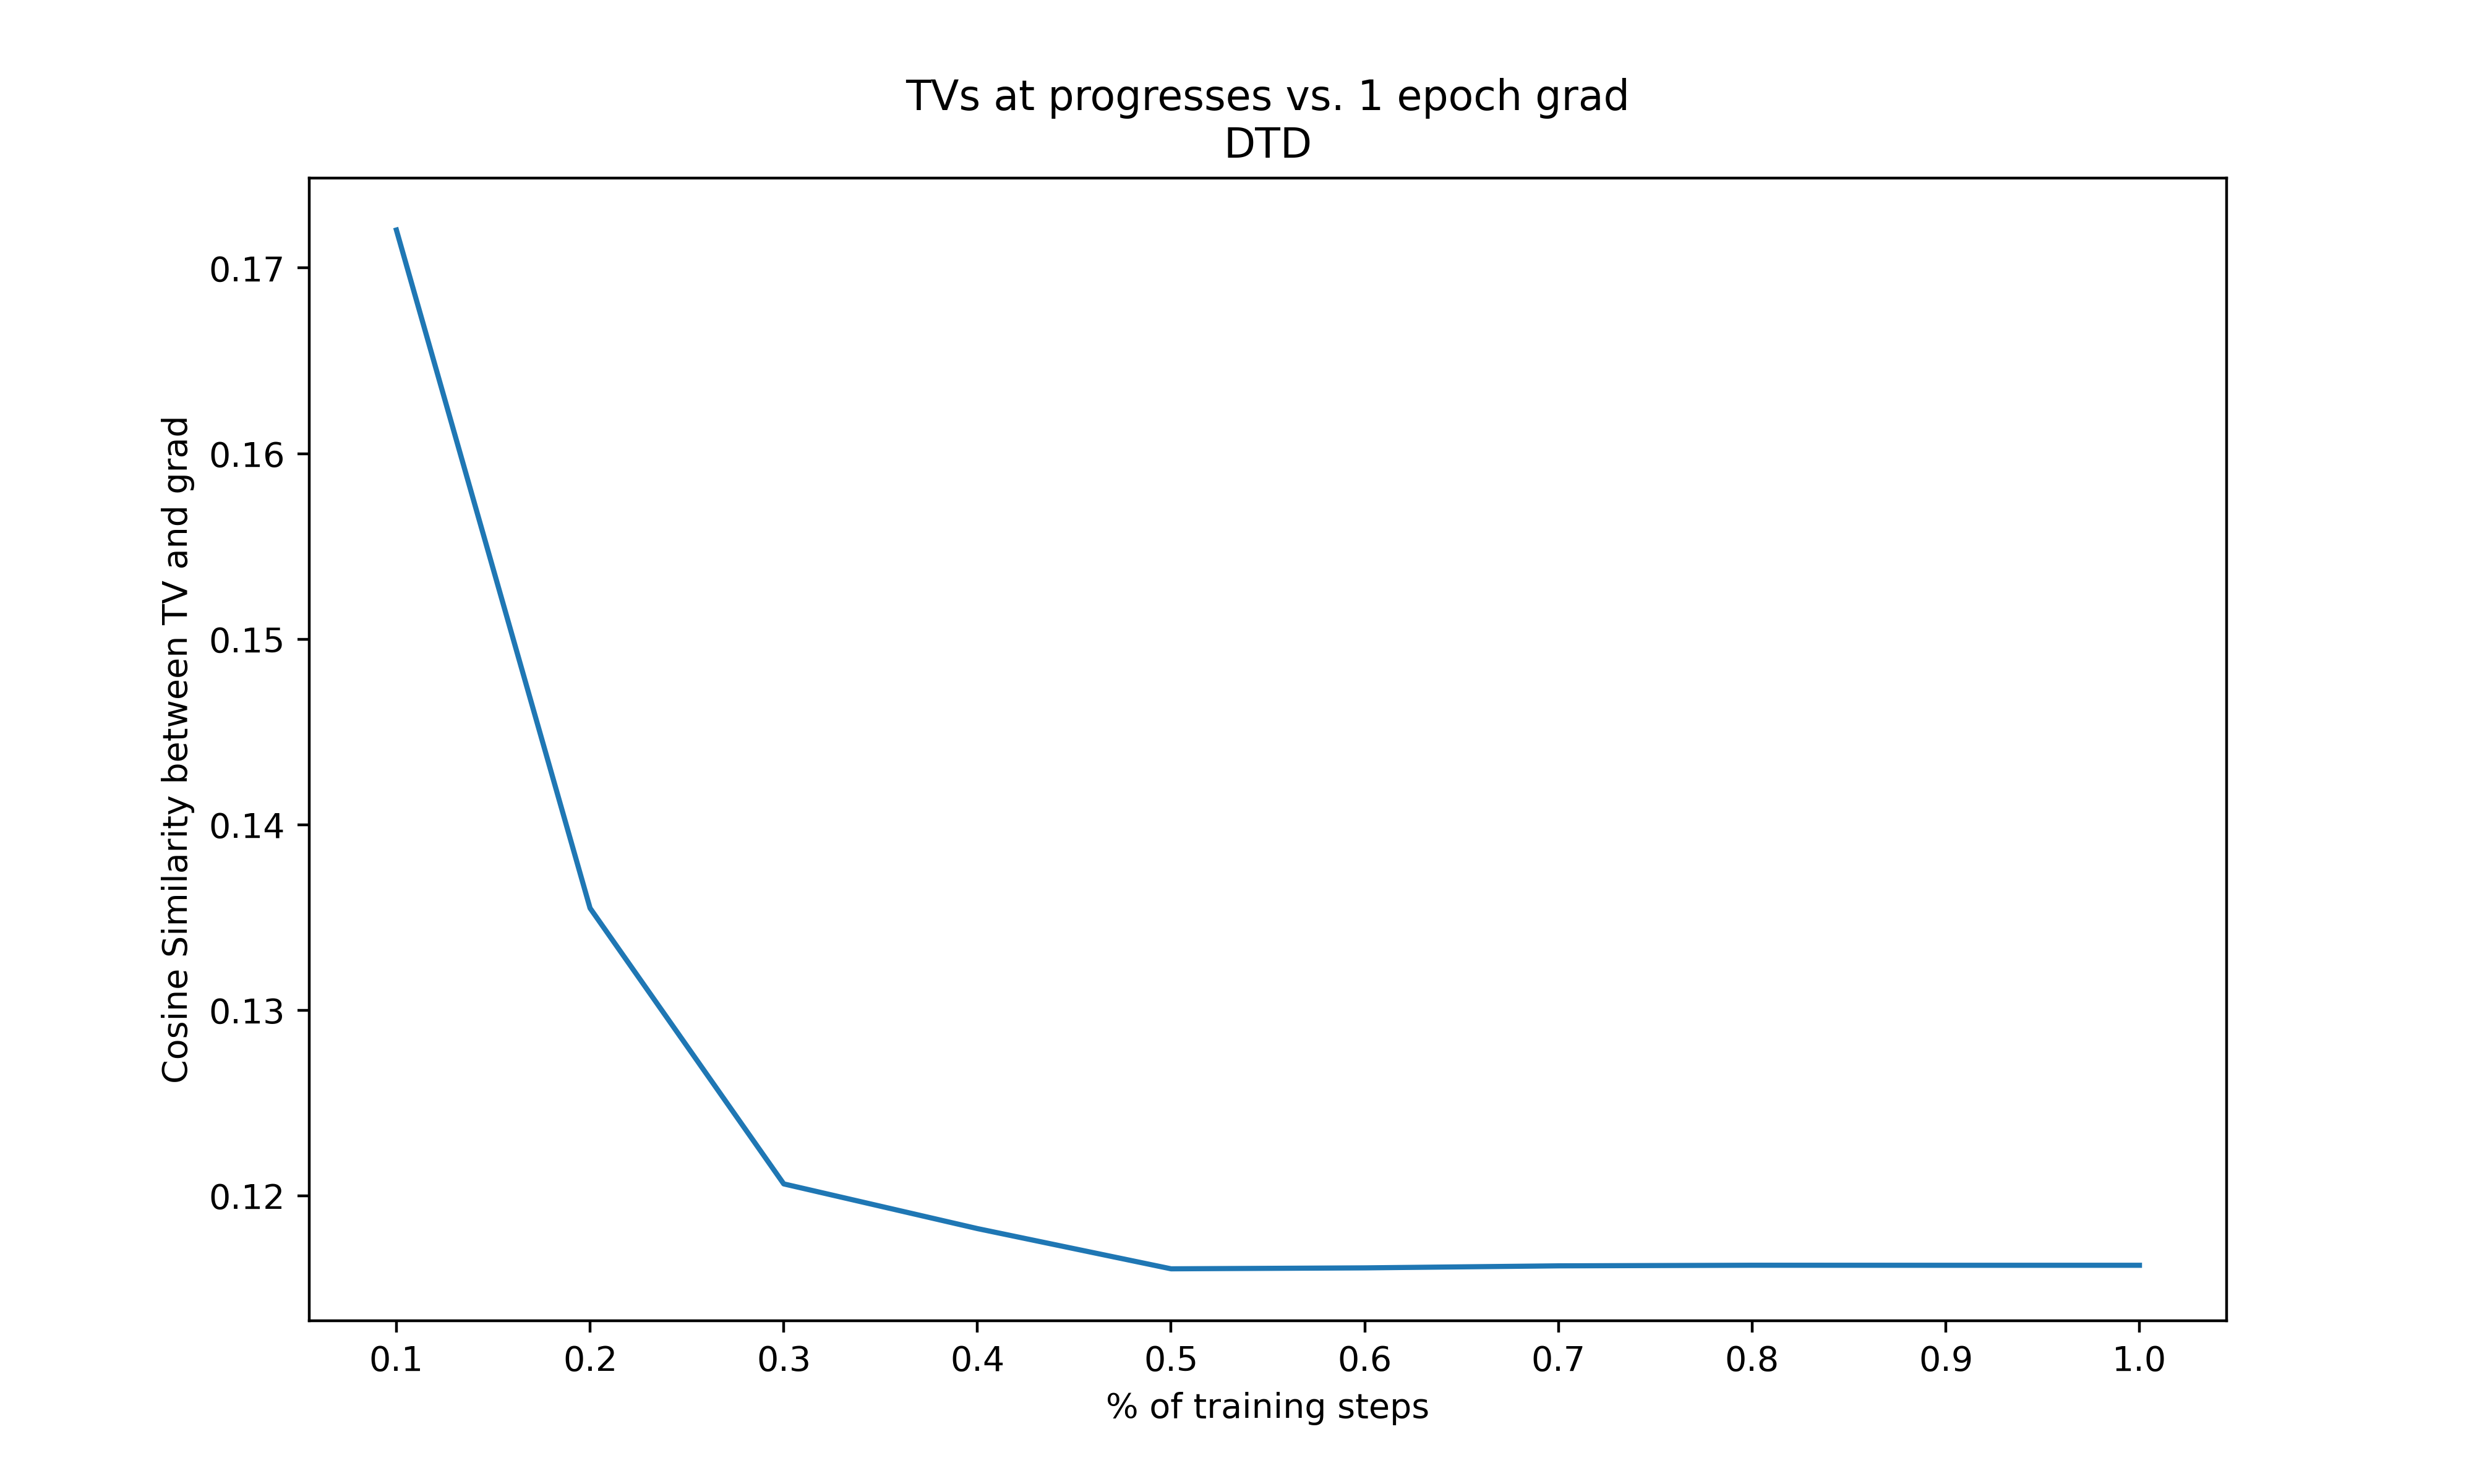 TVs at progresses vs. 1 epoch grad
DTD
Cosine Similarity between TV and grad
0.17
0.16
0.15
0.14
0.13
0.12
0.1 0.2 0.3 0.4 0.5 0.6 0.7 0.8 0.9 1.0
% of training steps